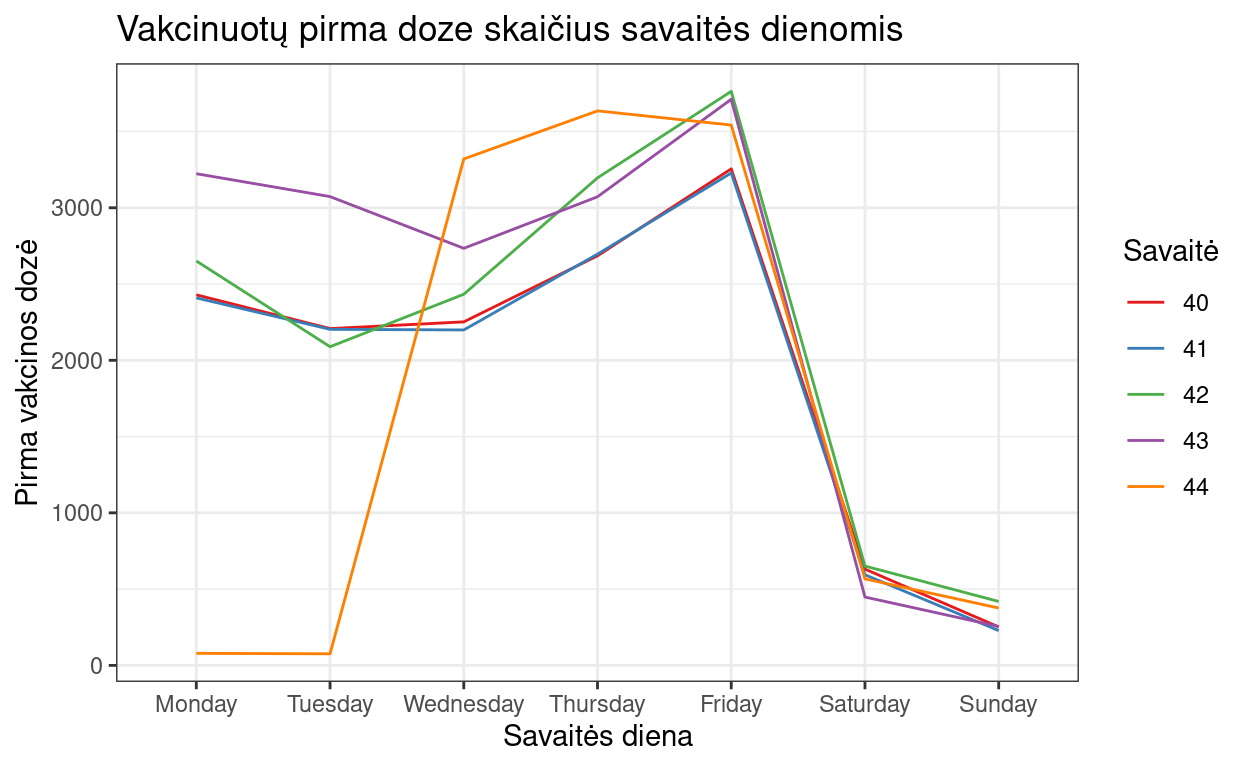 Vakcinuotų pirma doze skaičius savaitės dienomis
Pirma vakcinos dozė
3000
2000
1000
0
Monday Tuesday Wednesday Thursday Friday Saturday Sunday
Savaitės diena
Savaitė
40
41
42
43
44